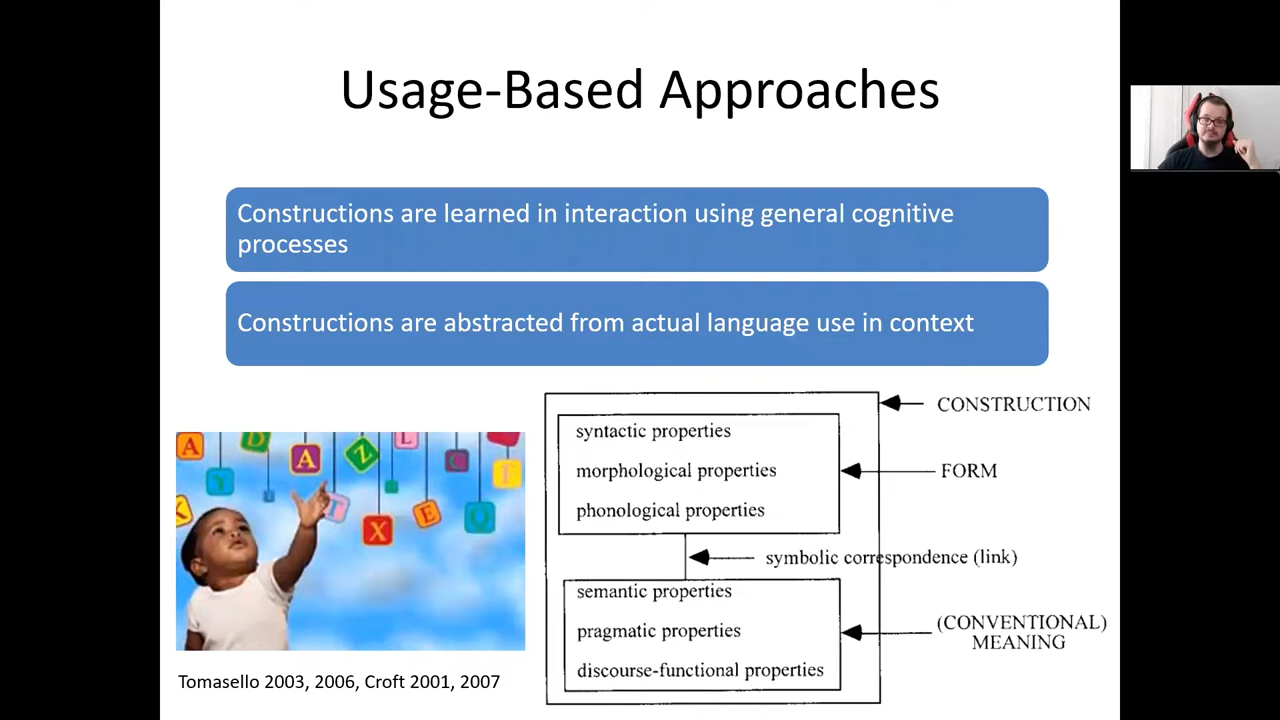 Usage-Based Approaches
Constructions are learned in interaction using general cognitive
processes
Constructions are abstracted from actual language use in context
CONSTRUCTION
syntactic properties
morphological properties
FORM
phonological properties
symbolic correspondence (link)
semantic properties
pragmatic properties
(CONVENTIONAL)
MEANING
discourse-functional properties
A
D
A
Z
L
T
X
E
K
Tomasello 2003, 2006, Croft 2001, 2007